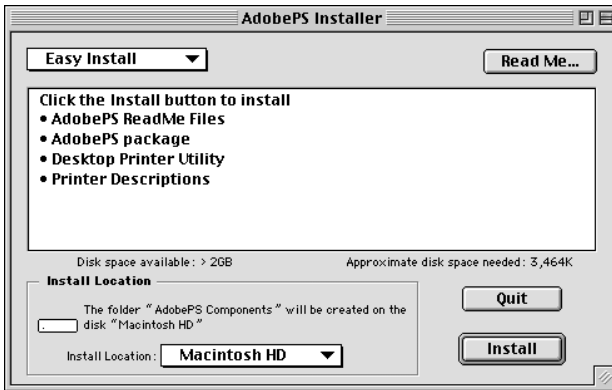 AdobePS Installer
Easy Install
Read Me...
Click the Install button to install
• AdobePS ReadMe Files
• AdobePS package
• Desktop Printer Utility
• Printer Descriptions
Disk space available: > 2GB Approximate disk space needed: 3,464K
Install Location
The folder "AdobePS Components" will be created on the
disk "Macintosh HD"
Install Location: Macintosh HD
Quit
Install